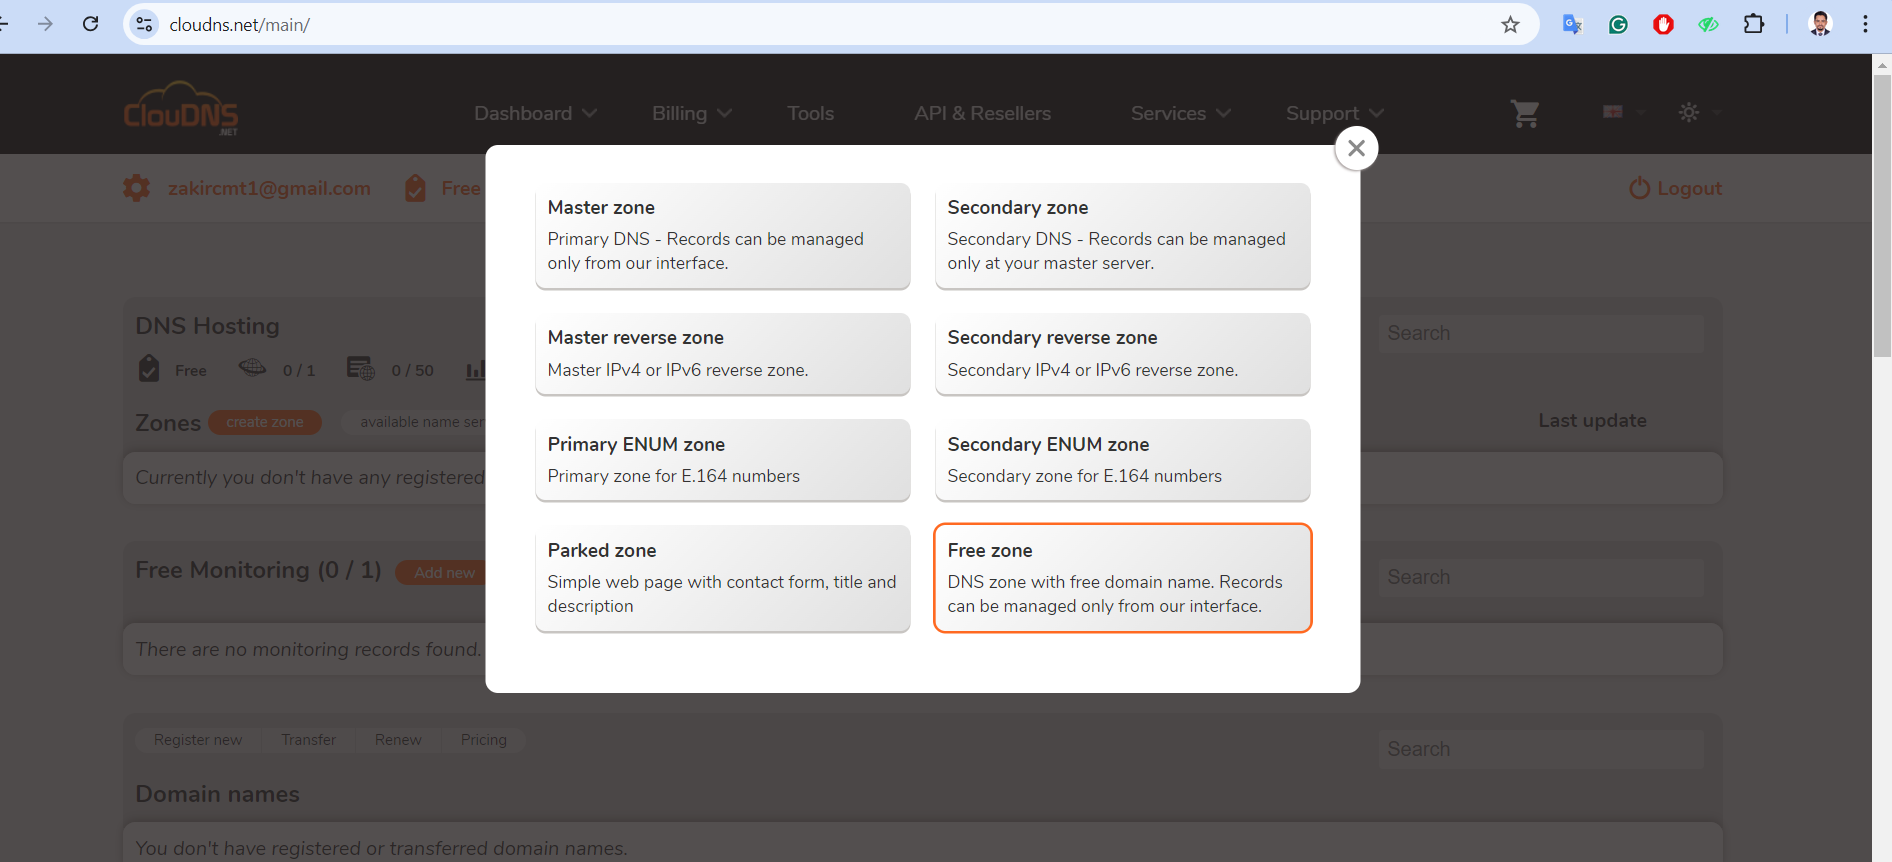 cloudns.net/main/
ClouDNS
.NET
Dashboard
Billing
Tools
API & Resellers
Services
Support
zakircmt1@gmail.com
Free
Logout
Master zone
Primary DNS - Records can be managed
only from our interface.
Secondary zone
Secondary DNS - Records can be managed
only at your master server.
Master reverse zone
Master IPv4 or IPv6 reverse zone.
Secondary reverse zone
Secondary IPv4 or IPv6 reverse zone.
Primary ENUM zone
Primary zone for E.164 numbers
Secondary ENUM zone
Secondary zone for E.164 numbers
Parked zone
Simple web page with contact form, title and
description
Free zone
DNS zone with free domain name. Records
can be managed only from our interface.
DNS Hosting
Search
Free
0 / 1
0 / 50
Zones
create zone
available name ser
Last update
Currently you don't have any registered
Free Monitoring (0 / 1)
Add new
Search
There are no monitoring records found.
Register new
Transfer
Renew
Pricing
Search
Domain names
You don't have registered or transferred domain names.